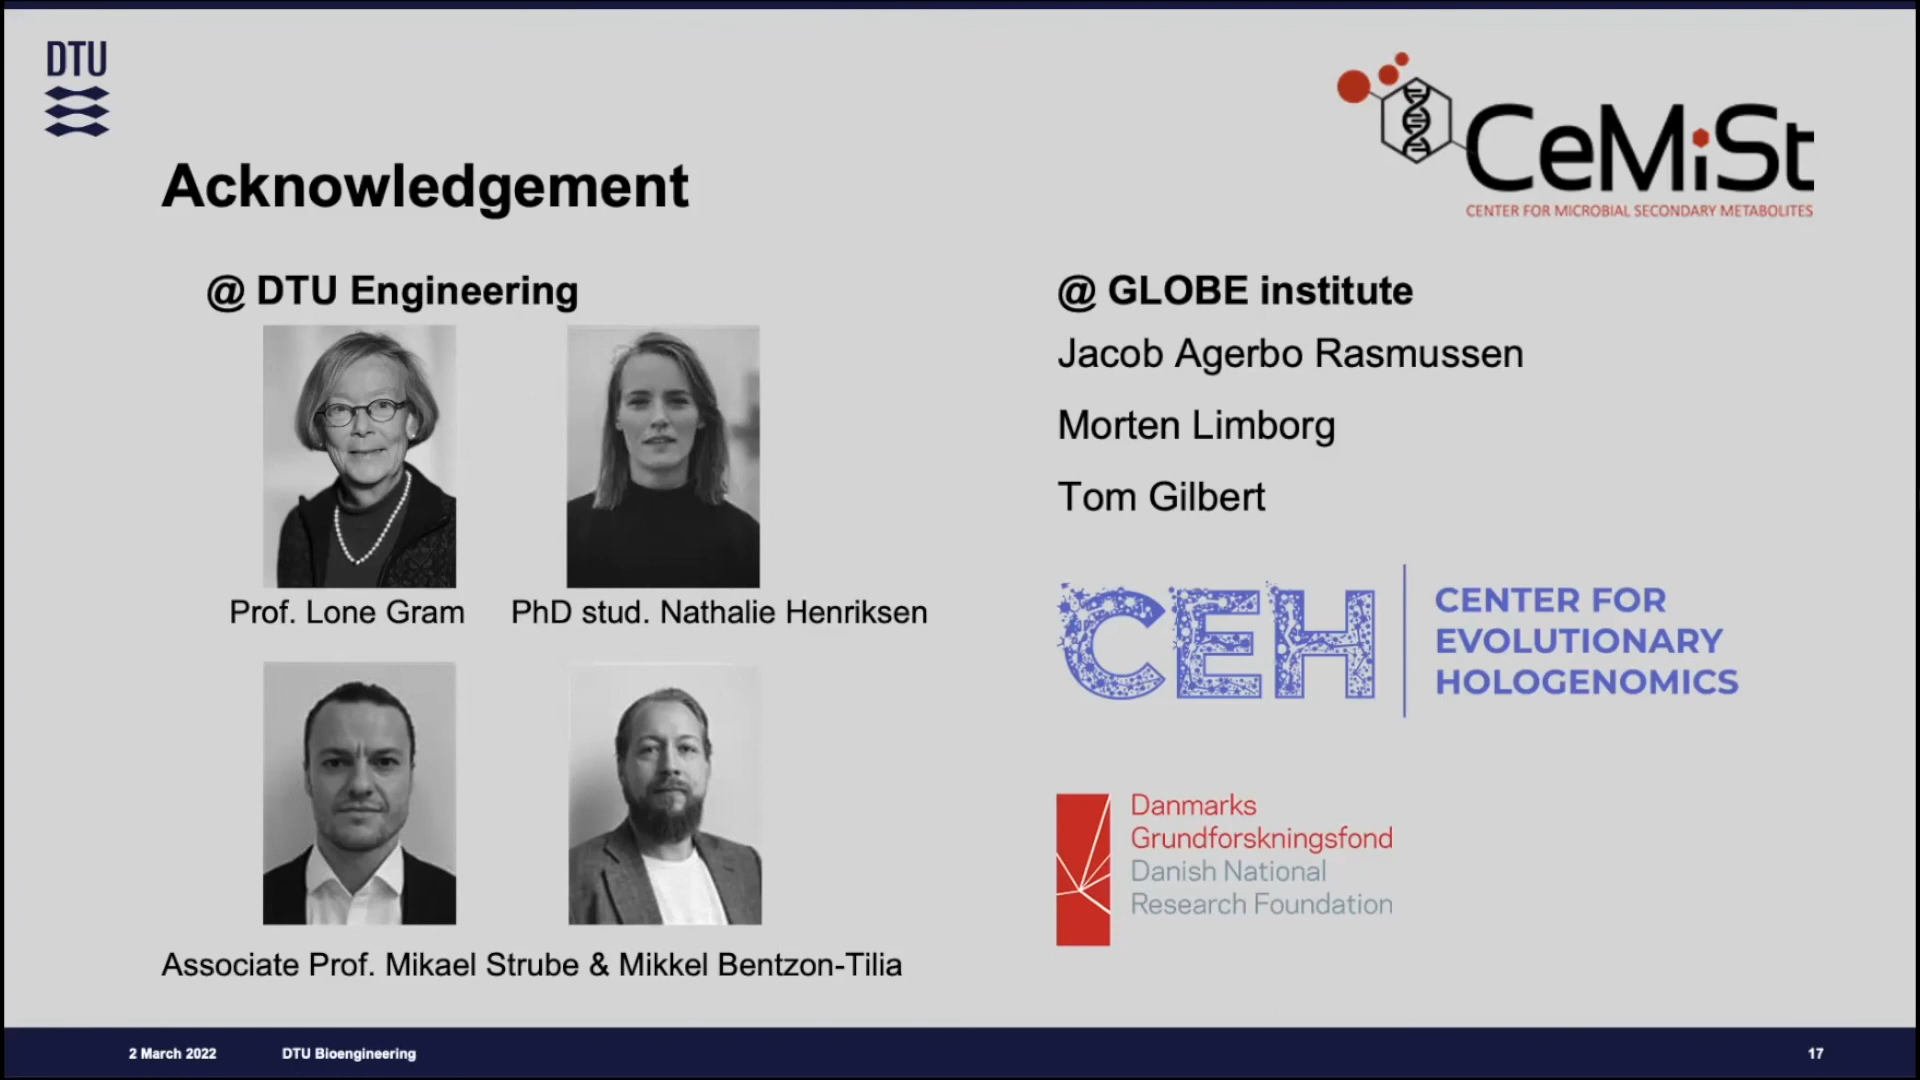 DTU
CeMiSt
CENTER FOR MICROBIAL SECONDARY METABOLITES
Acknowledgement
@ DTU Engineering
Prof. Lone Gram
PhD stud. Nathalie Henriksen
Associate Prof. Mikael Strube & Mikkel Bentzon-Tilia
@ GLOBE institute
Jacob Agerbo Rasmussen
Morten Limborg
Tom Gilbert
CEH
CENTER FOR
EVOLUTIONARY
HOLOGENOMICS
Danmarks
Grundforskningsfond
Danish National
Research Foundation
2 March 2022
DTU Bioengineering
17